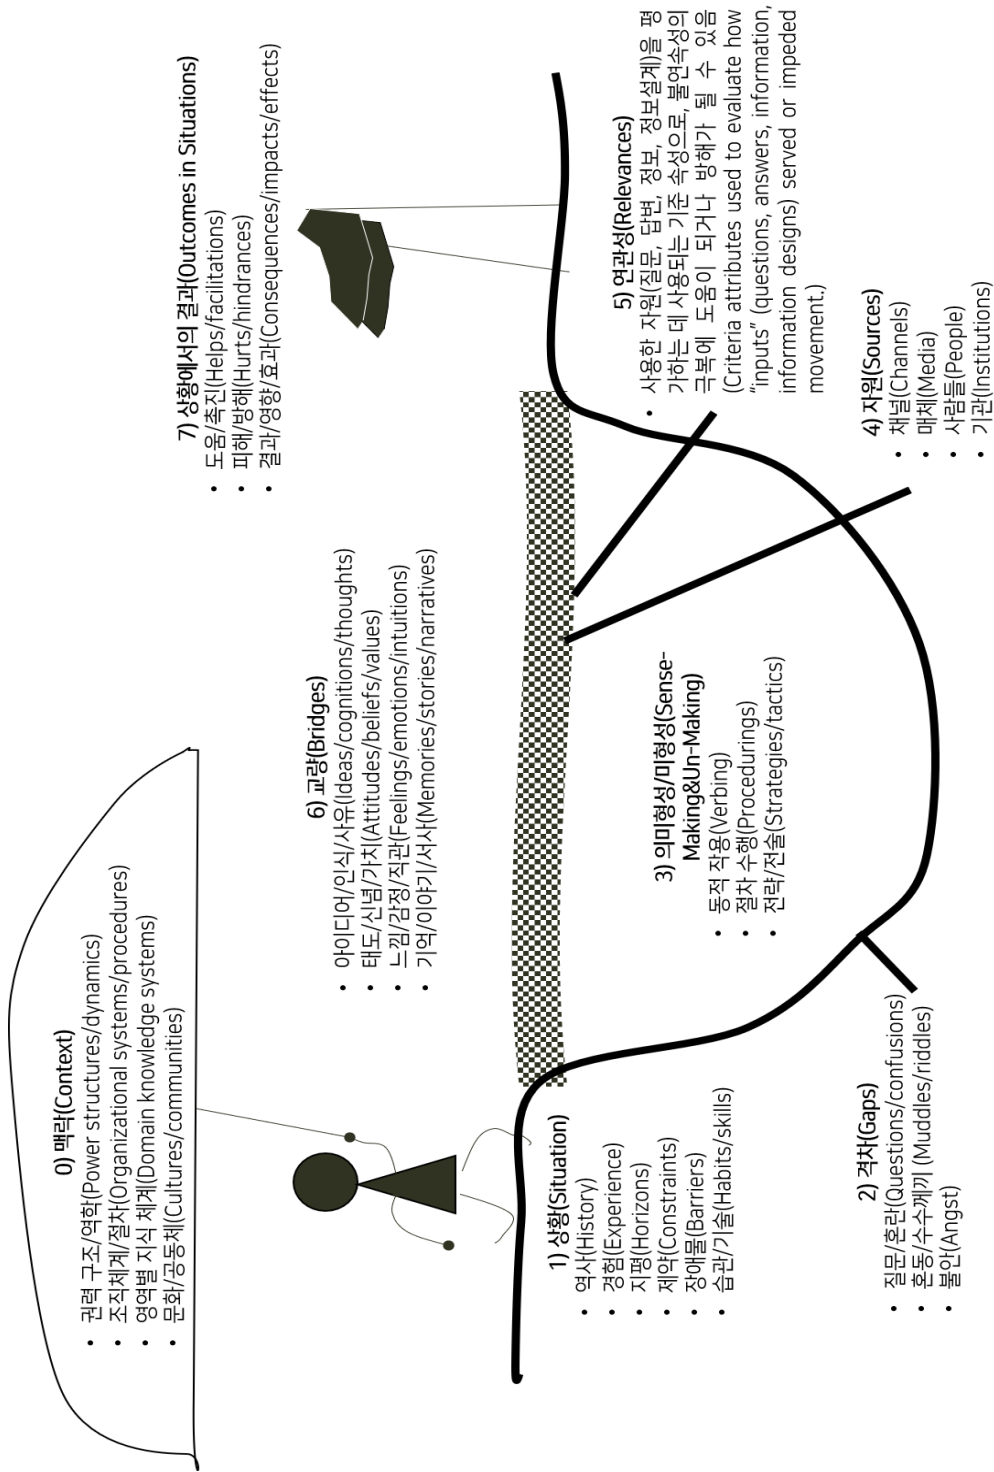 0) 맥락(Context)
• 권력 구조/역학(Power structures/dynamics)
• 조직체계/절차(Organizational systems/procedures)
• 영역별 지식 체계(Domain knowledge systems)
• 문화/공동체(Cultures/communities)
1) 상황(Situation)
• 역사(History)
• 경험(Experience)
• 지평(Horizons)
• 제약(Constraints)
• 장애물(Barriers)
• 습관/기술(Habits/skills)
2) 격차(Gaps)
• 질문/혼란(Questions/confusions)
• 혼동/수수께끼 (Muddles/riddles)
• 불안(Angst)
3) 의미형성/미형성(Sense-
Making&Un-Making)
• 동적 작용(Verbing)
• 절차 수행(Procedurings)
• 전략/전술(Strategies/tactics)
4) 자원(Sources)
• 채널(Channels)
• 매체(Media)
• 사람들(People)
• 기관(Institutions)
5) 연관성(Relevances)
• 사용한 자원(질문, 답변, 정보, 정보설계)을 평
가하는 데 사용되는 기준 속성으로, 불연속성의
극복에 도움이 되거나 방해가 될 수 있음
(Criteria attributes used to evaluate how
“inputs” (questions, answers, information,
information designs) served or impeded
movement.)
6) 교량(Bridges)
• 아이디어/인식/사유(Ideas/cognitions/thoughts)
• 태도/신념/가치(Attitudes/beliefs/values)
• 느낌/감정/직관(Feelings/emotions/intuitions)
• 기억/이야기/서사(Memories/stories/narratives)
7) 상황에서의 결과(Outcomes in Situations)
• 도움/촉진(Helps/facilitations)
• 피해/방해(Hurts/hindrances)
• 결과/영향/효과(Consequences/impacts/effects)